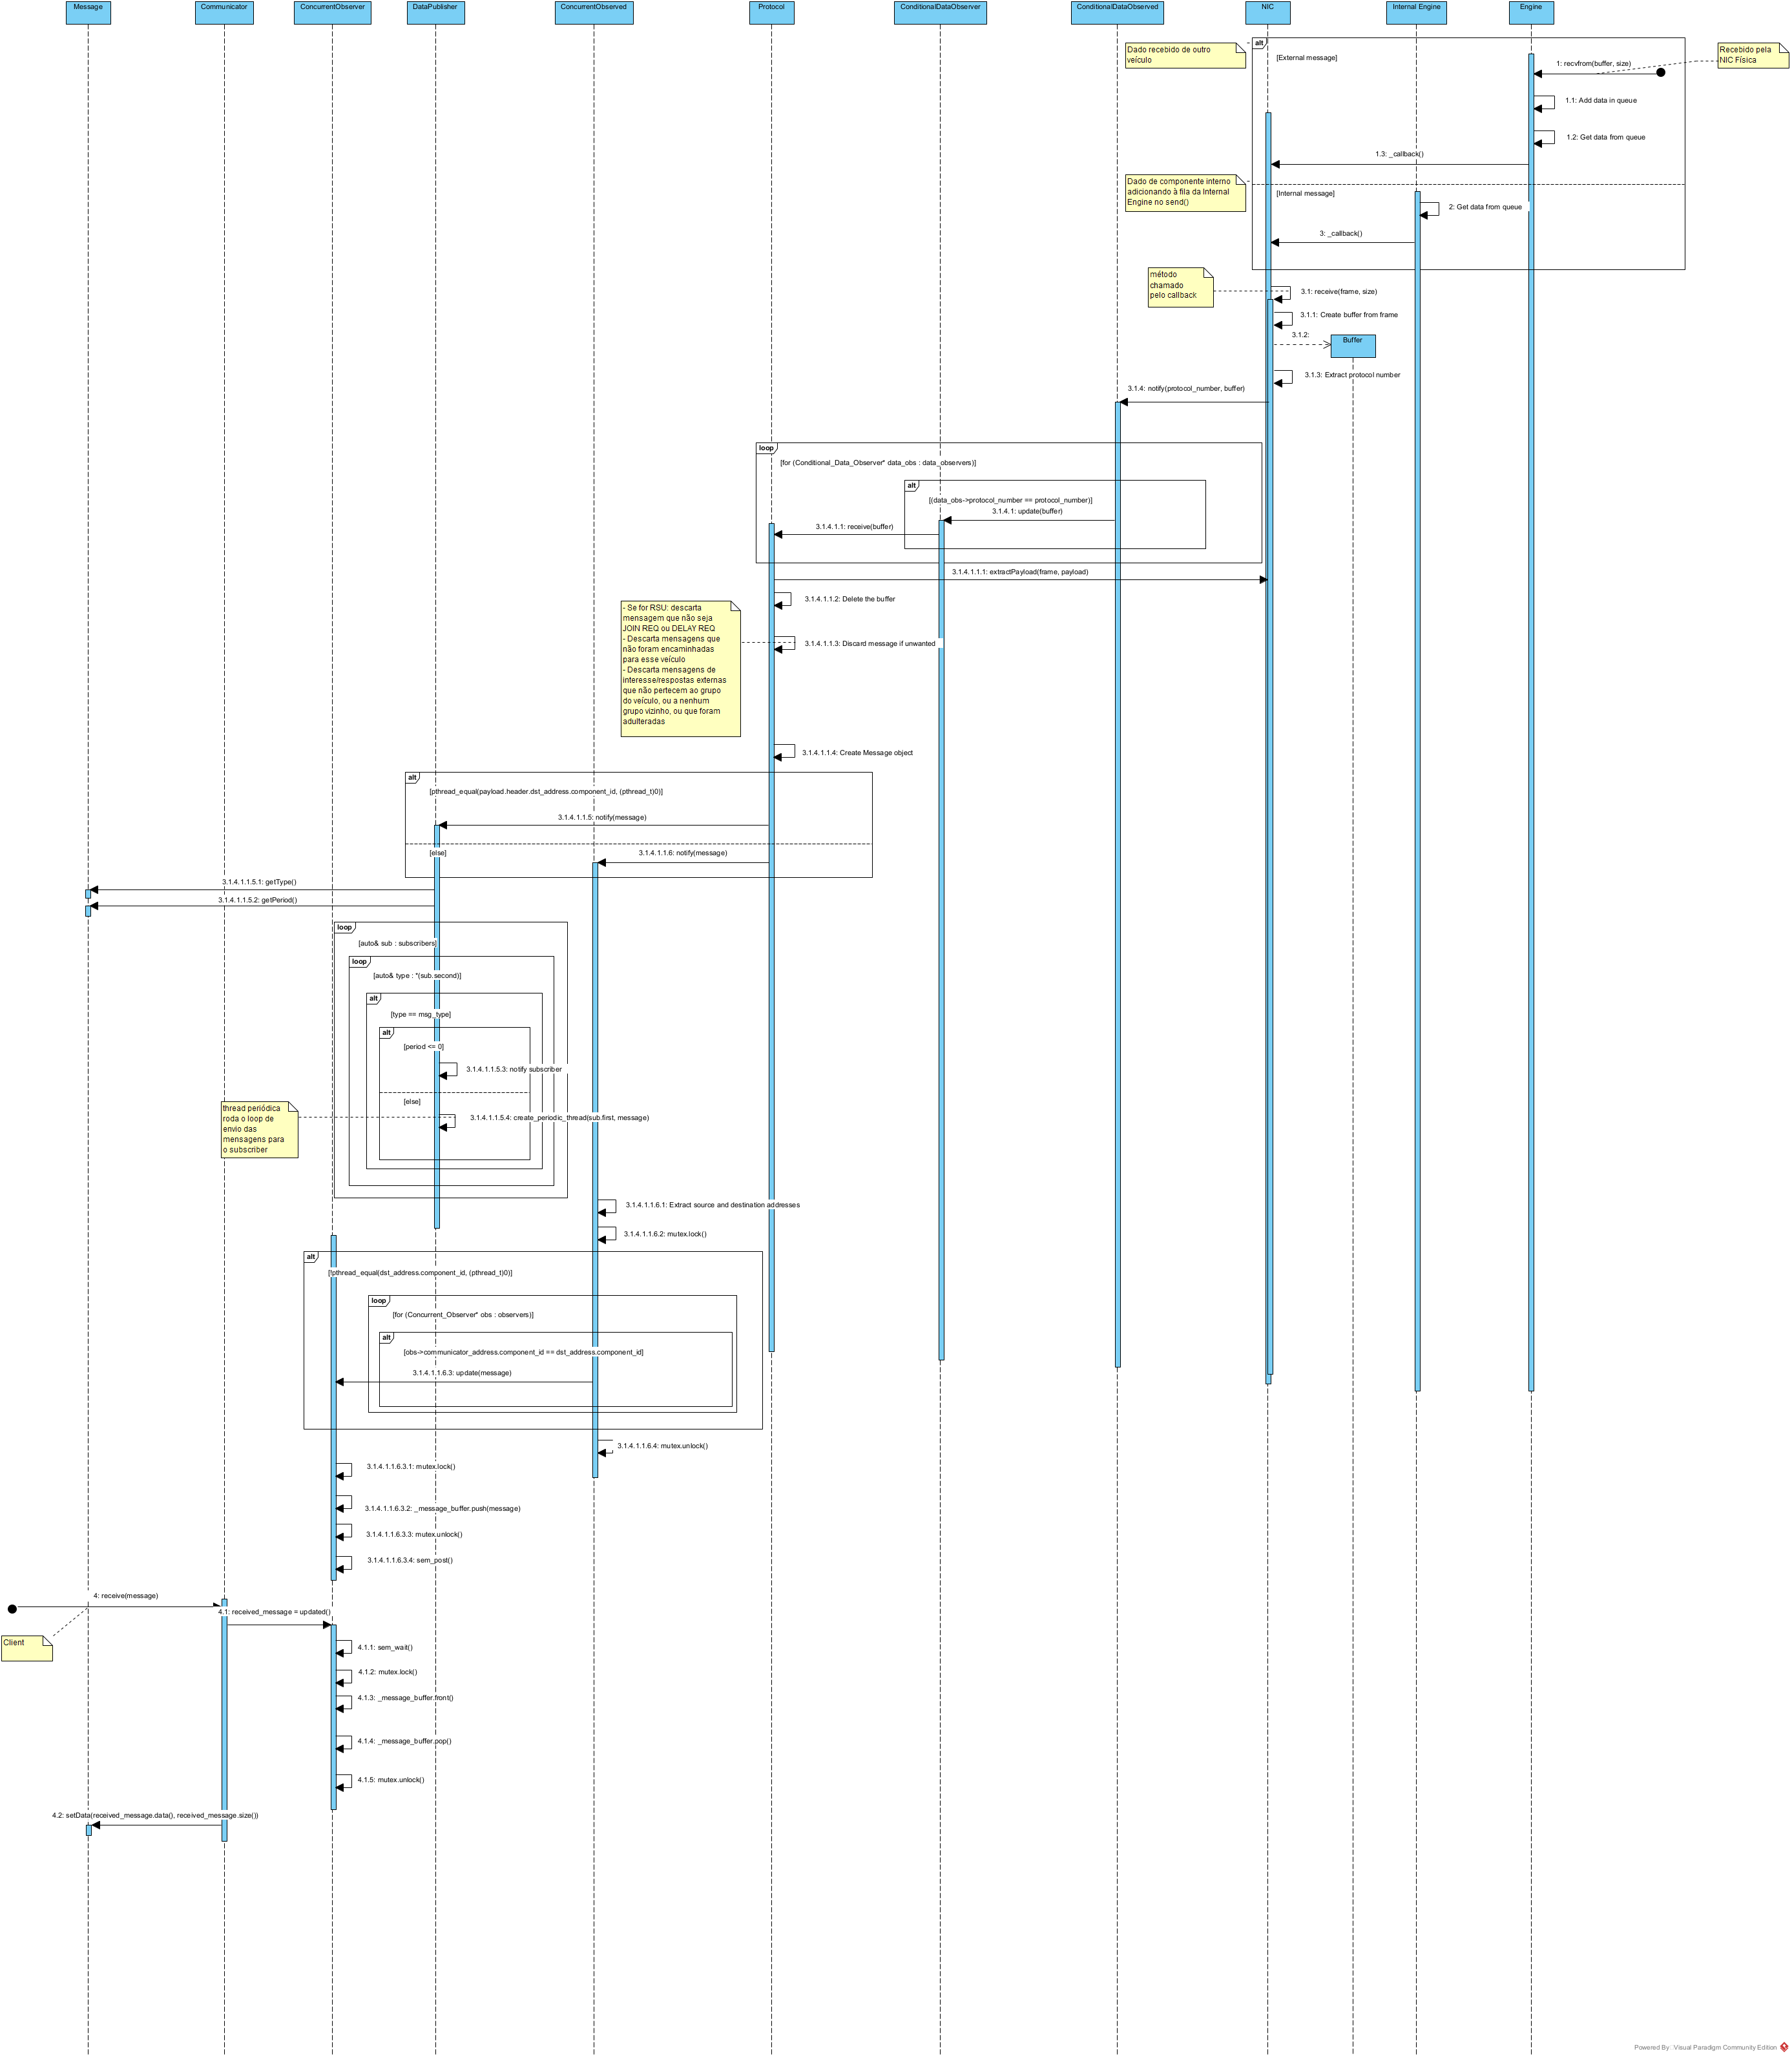 Message
Communicator
ConcurrentObserver
DataPublisher
ConcurrentObserved
Protocol
ConditionalDataObserver
ConditionalDataObserved
NIC
Internal Engine
Engine
alt
[External message]
Dado recebido de outro
veículo
Recebido pela
NIC Física
1: recvfrom(buffer, size)
1.1: Add data in queue
1.2: Get data from queue
1.3: _callback()
Dado de componente interno
adicionando à fila da Internal
Engine no send()
[Internal message]
2: Get data from queue
3: _callback()
método
chamado
pelo callback
3.1: receive(frame, size)
3.1.1: Create buffer from frame
3.1.2:
Buffer
3.1.3: Extract protocol number
3.1.4: notify(protocol_number, buffer)
loop
[for (Conditional_Data_Observer* data_obs : data_observers)]
alt
[(data_obs->protocol_number == protocol_number)]
3.1.4.1: update(buffer)
3.1.4.1.1: receive(buffer)
3.1.4.1.1.1: extractPayload(frame, payload)
3.1.4.1.1.2: Delete the buffer
- Se for RSU: descarta
mensagem que não seja
JOIN REQ ou DELAY REQ
- Descarta mensagens que
não foram encaminhadas
para esse veículo
- Descarta mensagens de
interesse/respostas externas
que não pertecem ao grupo
do veículo, ou a nenhum
grupo vizinho, ou que foram
adulteradas
3.1.4.1.1.3: Discard message if unwanted
3.1.4.1.1.4: Create Message object
alt
[pthread_equal(payload.header.dst_address.component_id, (pthread_t)0)]
3.1.4.1.1.5: notify(message)
[else]
3.1.4.1.1.6: notify(message)
3.1.4.1.1.5.1: getType()
3.1.4.1.1.5.2: getPeriod()
loop
[auto& sub : subscribers]
loop
[auto& type : *(sub.second)]
alt
[type == msg_type]
alt
[period <= 0]
3.1.4.1.1.5.3: notify subscriber
[else]
thread periódica
roda o loop de
envio das
mensagens para
o subscriber
3.1.4.1.1.5.4: create_periodic_thread(sub.first, message)
3.1.4.1.1.6.1: Extract source and destination addresses
3.1.4.1.1.6.2: mutex.lock()
alt
[!pthread_equal(dst_address.component_id, (pthread_t)0)]
loop
[for (Concurrent_Observer* obs : observers)]
alt
[obs->communicator_address.component_id == dst_address.component_id]
3.1.4.1.1.6.3: update(message)
3.1.4.1.1.6.4: mutex.unlock()
3.1.4.1.1.6.3.1: mutex.lock()
3.1.4.1.1.6.3.2: _message_buffer.push(message)
3.1.4.1.1.6.3.3: mutex.unlock()
3.1.4.1.1.6.3.4: sem_post()
4: receive(message)
4.1: received_message = updated()
Client
4.1.1: sem_wait()
4.1.2: mutex.lock()
4.1.3: _message_buffer.front()
4.1.4: _message_buffer.pop()
4.1.5: mutex.unlock()
4.2: setData(received_message.data(), received_message.size())
Powered By Visual Paradigm Community Edition